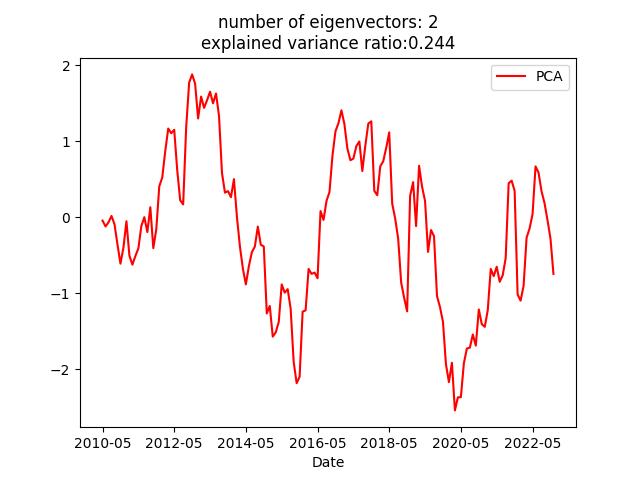 number of eigenvectors: 2
explained variance ratio:0.244
PCA
2
1
0
−1
−2
2010-05 2012-05 2014-05 2016-05 2018-05 2020-05 2022-05
Date